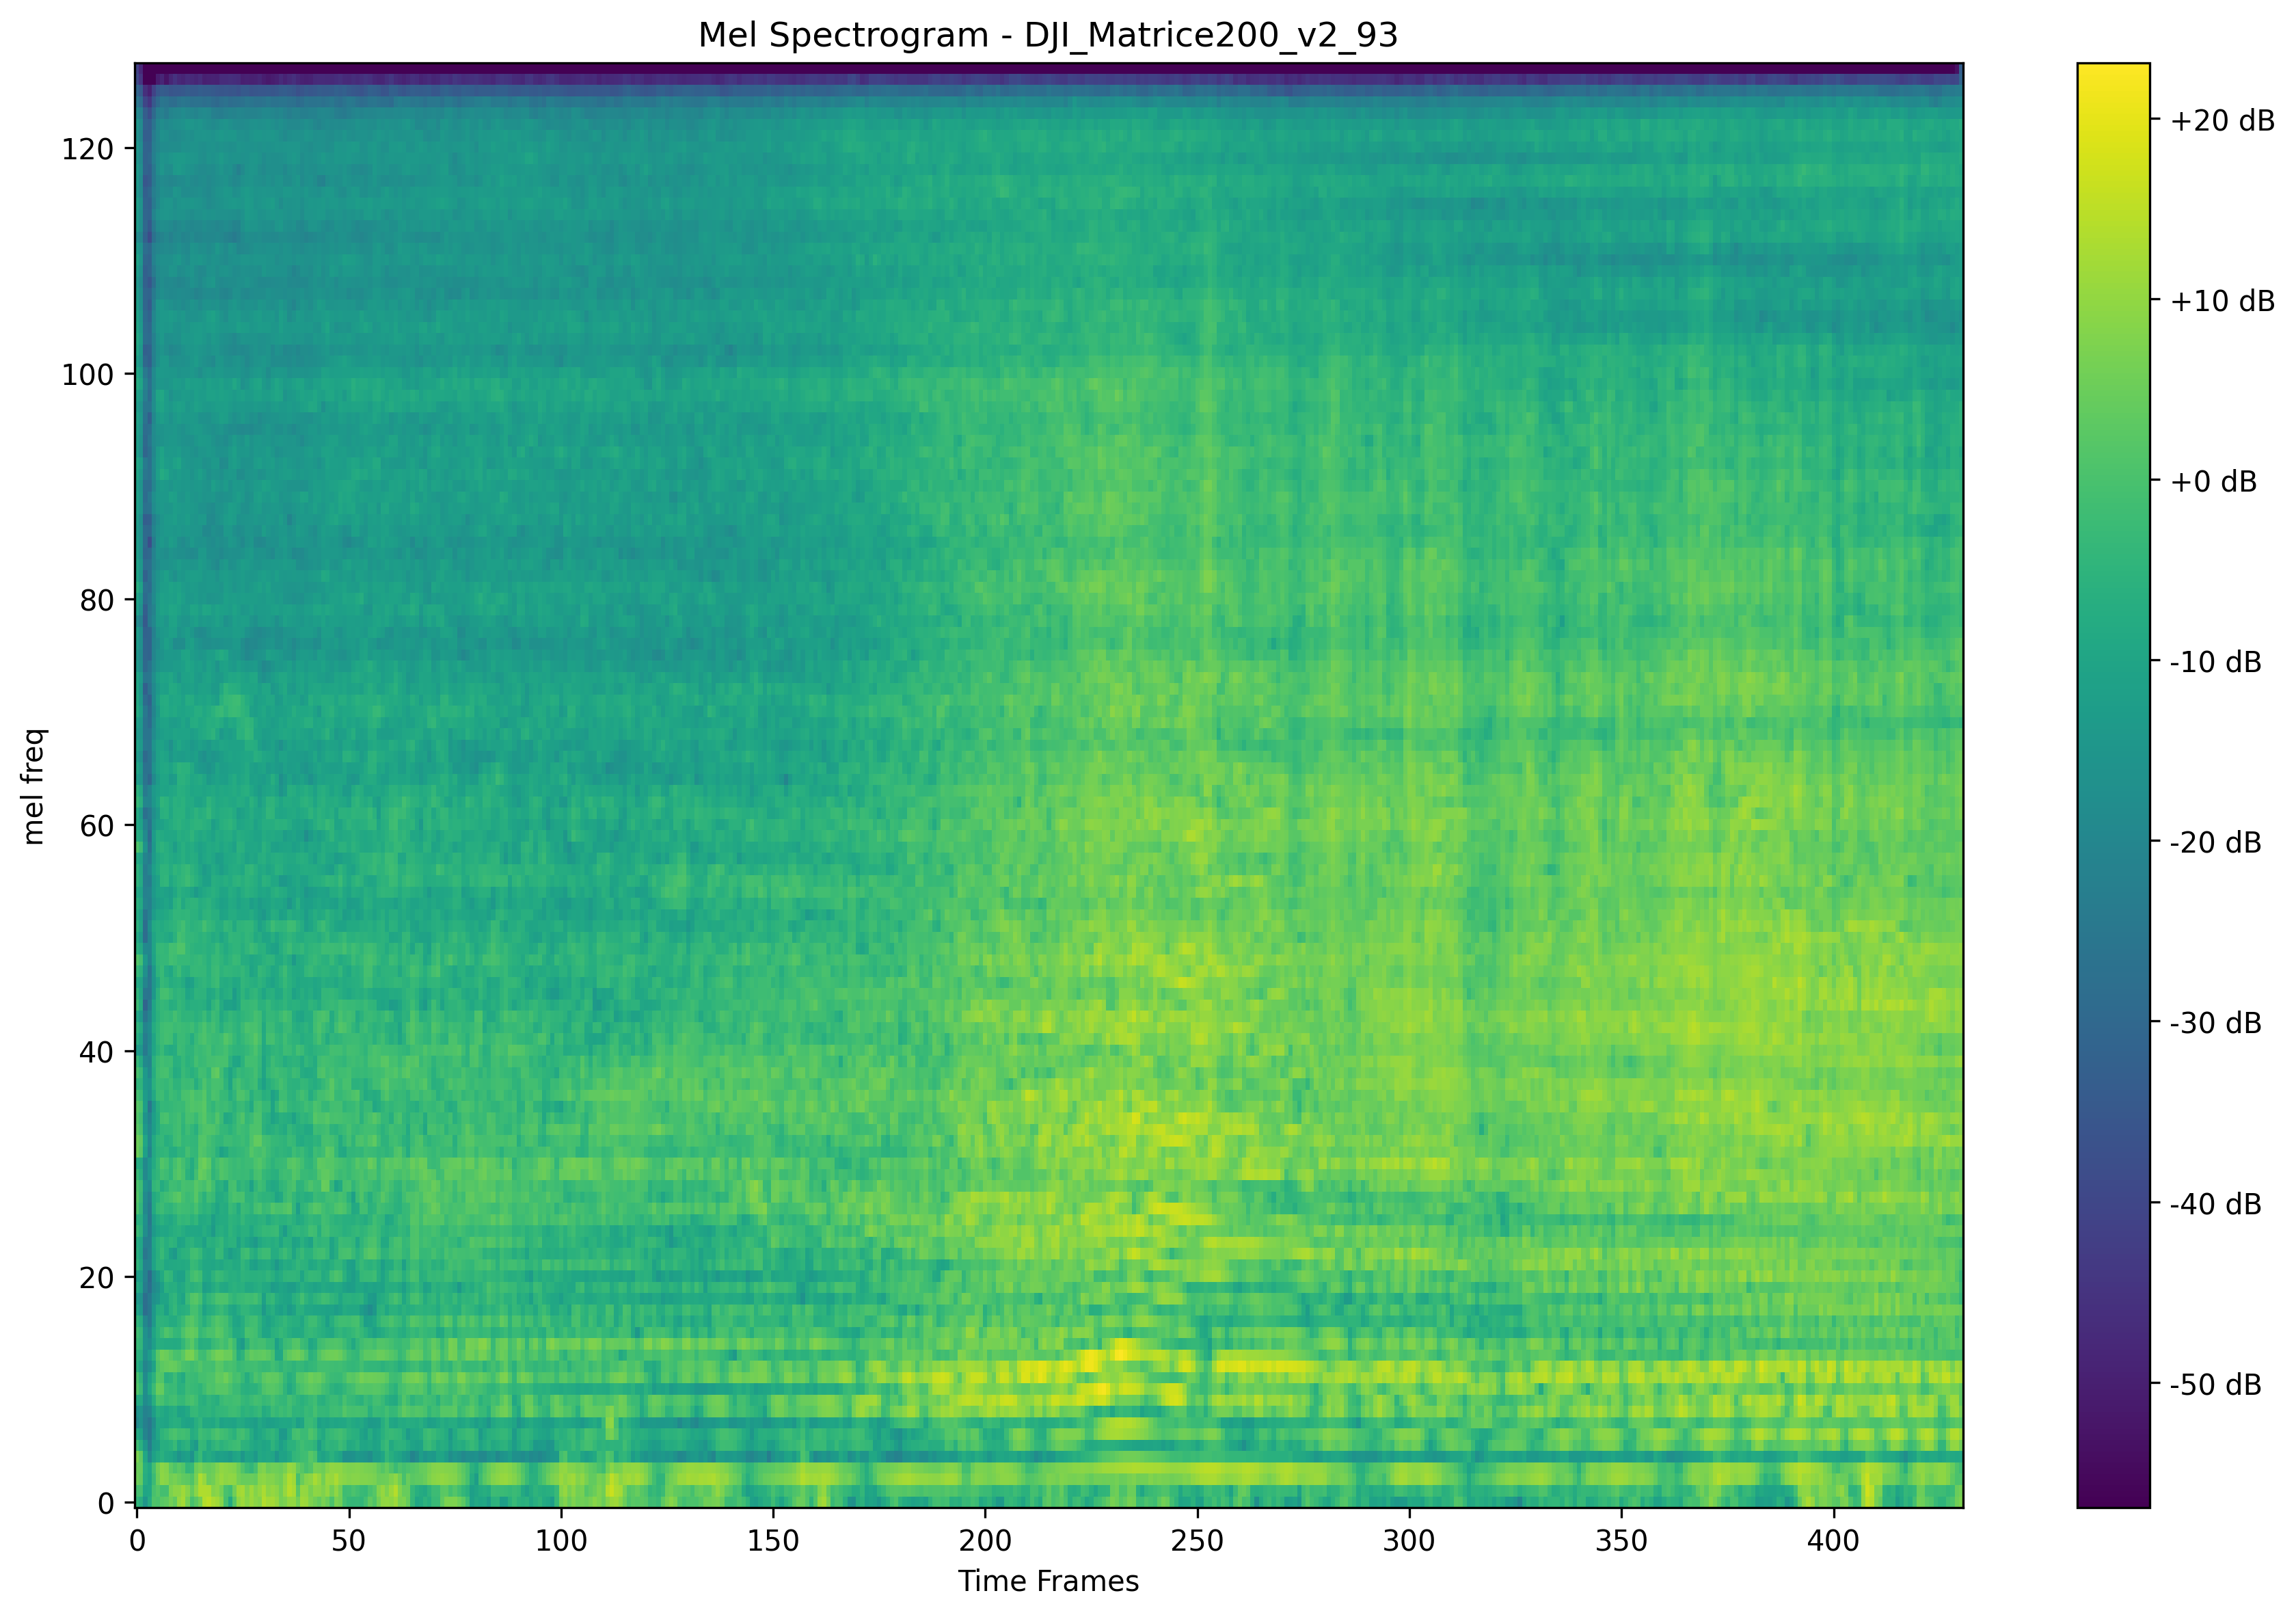 Mel Spectrogram - DJI_Matrice200_v2_93
mel freq
120
100
80
60
40
20
0
0 50 100 150 200 250 300 350 400
Time Frames
+20 dB
+10 dB
+0 dB
-10 dB
-20 dB
-30 dB
-40 dB
-50 dB